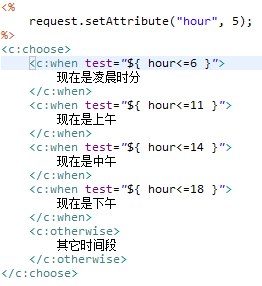 <%
request.setAttribute("hour", 5);
%>
<c:choose>
<c:when test="${ hour<=6 }">
现在是凌晨时分
</c:when>
<c:when test="${ hour<=11 }">
现在是上午
</c:when>
<c:when test="${ hour<=14 }">
现在是中午
</c:when>
<c:when test="${ hour<=18 }">
现在是下午
</c:when>
<c:otherwise>
其它时间段
</c:otherwise>
</c:choose>